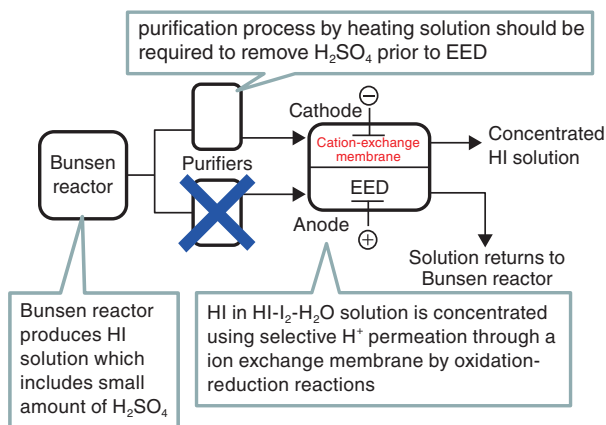 purification process by heating solution should be
required to remove H₂SO₄ prior to EED
Bunsen
reactor
Purifiers
Cathode
⊖
Cation-exchange
membrane
EED
Anode
⊕
Concentrated
HI solution
Solution returns to
Bunsen reactor
Bunsen reactor
produces HI
solution which
includes small
amount of H₂SO₄
HI in HI-I₂-H₂O solution is concentrated
using selective H⁺ permeation through a
ion exchange membrane by oxidation-
reduction reactions